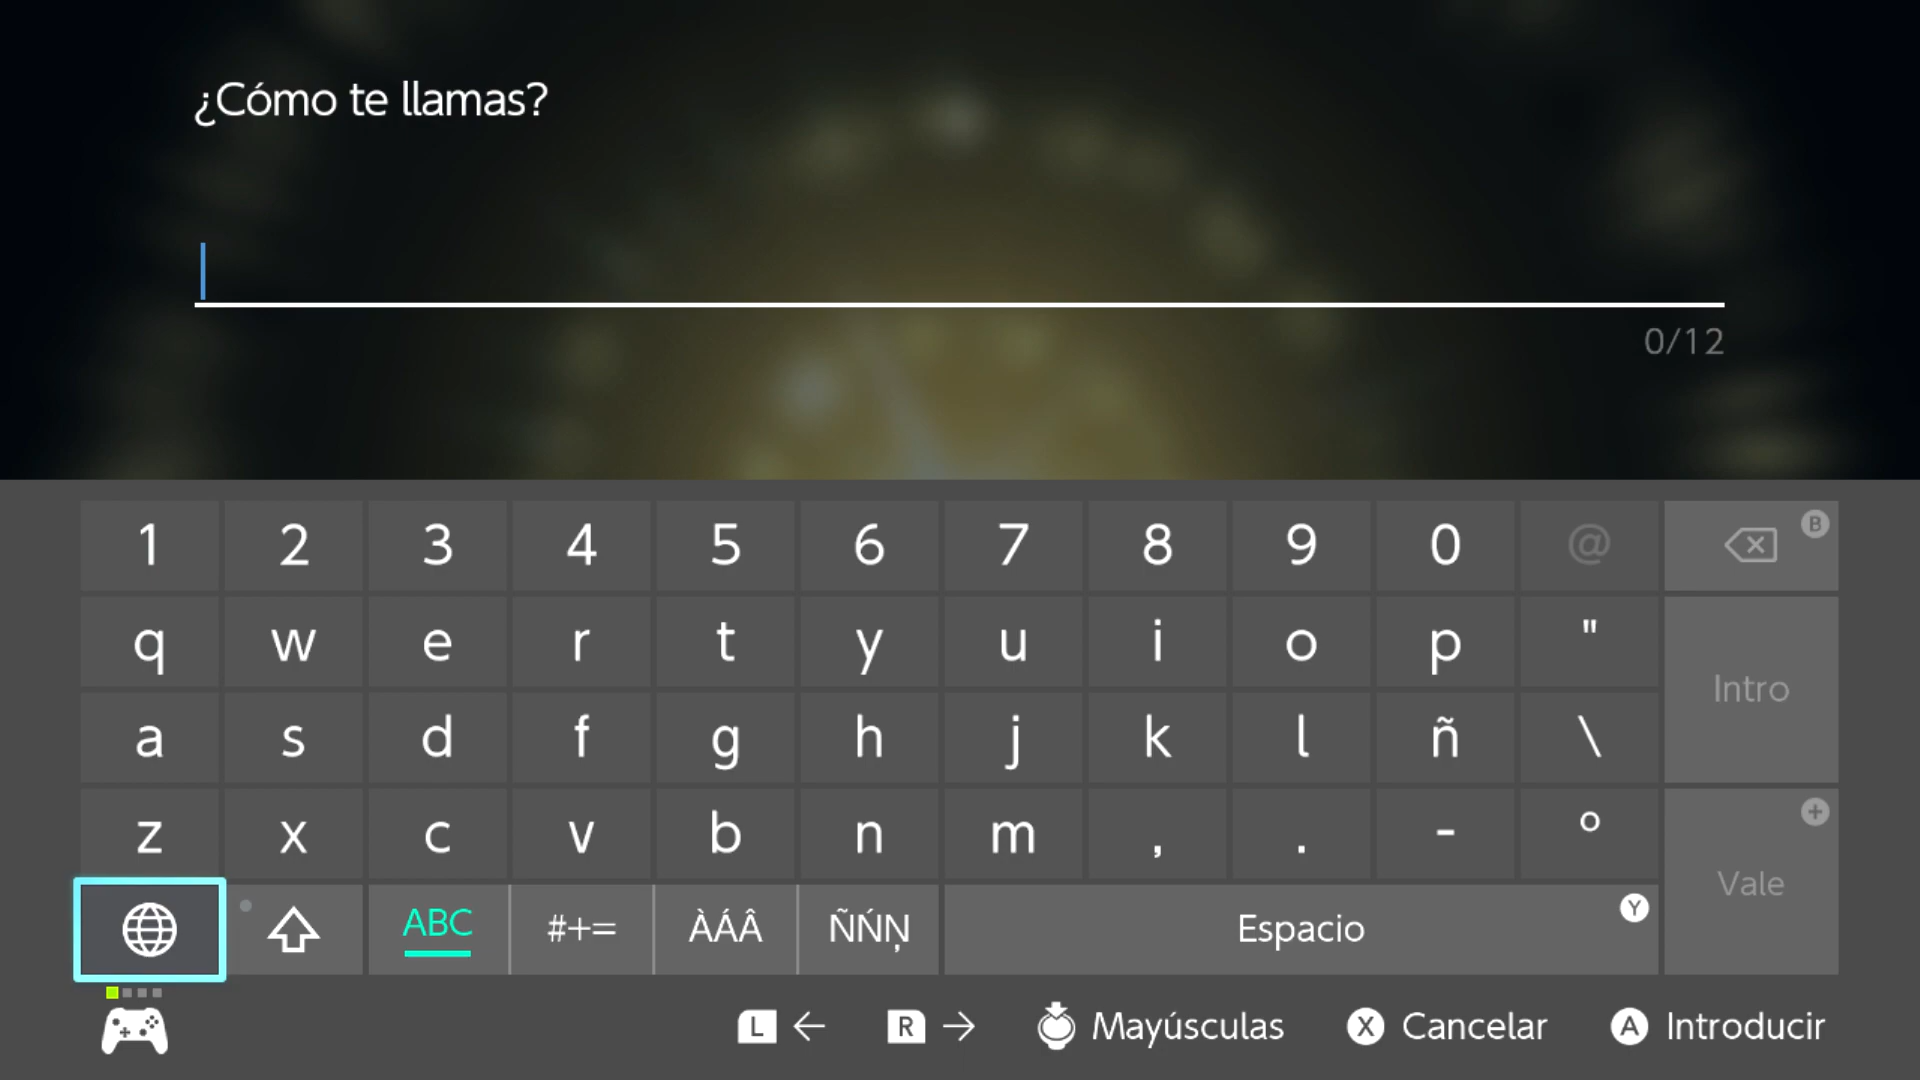 ¿Cómo te llamas?
0/12
1 2 3 4 5 6 7 8 9 0 @ B
q w e r t y u i o p "
Intro
a s d f g h j k l ñ \
z x c v b n m , . - º +
Vale
ABC #+= ÀÁÂ ÑŃŅ Espacio Y
L ← R → Mayúsculas X Cancelar A Introducir